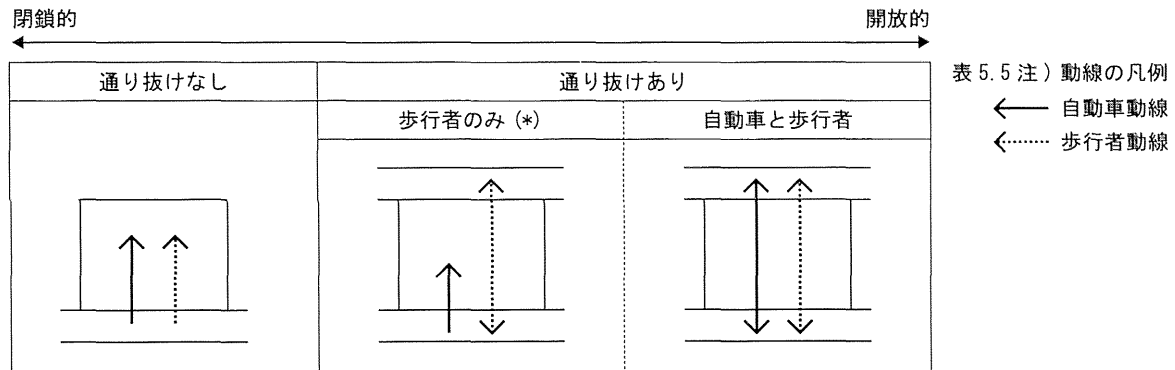 閉鎖的 開放的
通り抜けなし 通り抜けあり
歩行者のみ (*) 自動車と歩行者
表 5.5 注) 動線の凡例
自動車動線
歩行者動線